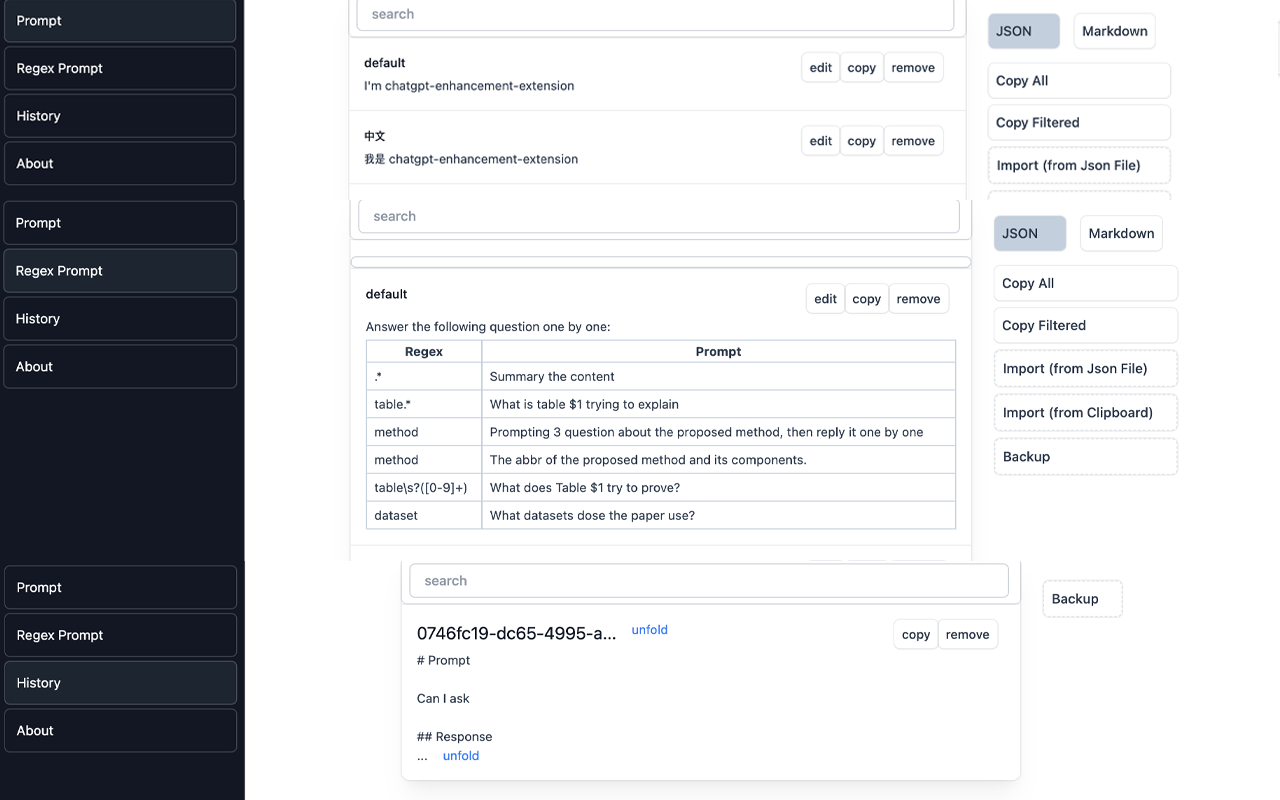 Prompt
Regex Prompt
History
About
search
default
I'm chatgpt-enhancement-extension
edit copy remove
中文
我是 chatgpt-enhancement-extension
edit copy remove
JSON Markdown
Copy All
Copy Filtered
Import (from Json File)
Prompt
Regex Prompt
History
About
search
default
edit copy remove
Answer the following question one by one:
Regex Prompt
.* Summary the content
table.* What is table $1 trying to explain
method Prompting 3 question about the proposed method, then reply it one by one
method The abbr of the proposed method and its components.
table\s?([0-9]+) What does Table $1 try to prove?
dataset What datasets dose the paper use?
JSON Markdown
Copy All
Copy Filtered
Import (from Json File)
Import (from Clipboard)
Backup
Prompt
Regex Prompt
History
About
search
0746fc19-dc65-4995-a... unfold
copy remove
# Prompt
Can I ask
## Response
... unfold
Backup